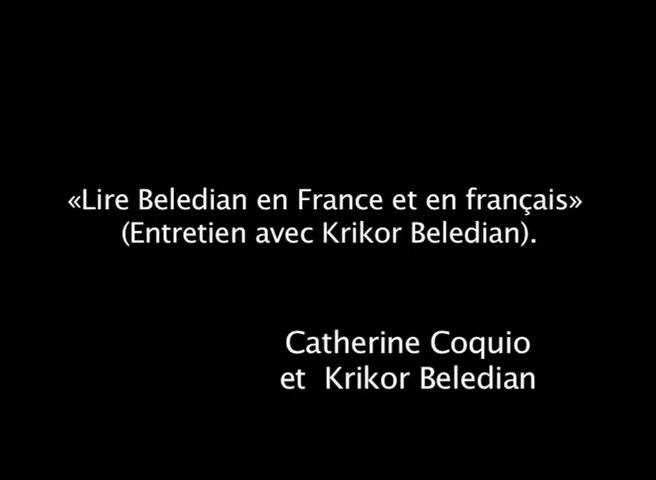 «Lire Beledian en France et en français»
(Entretien avec Krikor Beledian).
Catherine Coquio
et Krikor Beledian